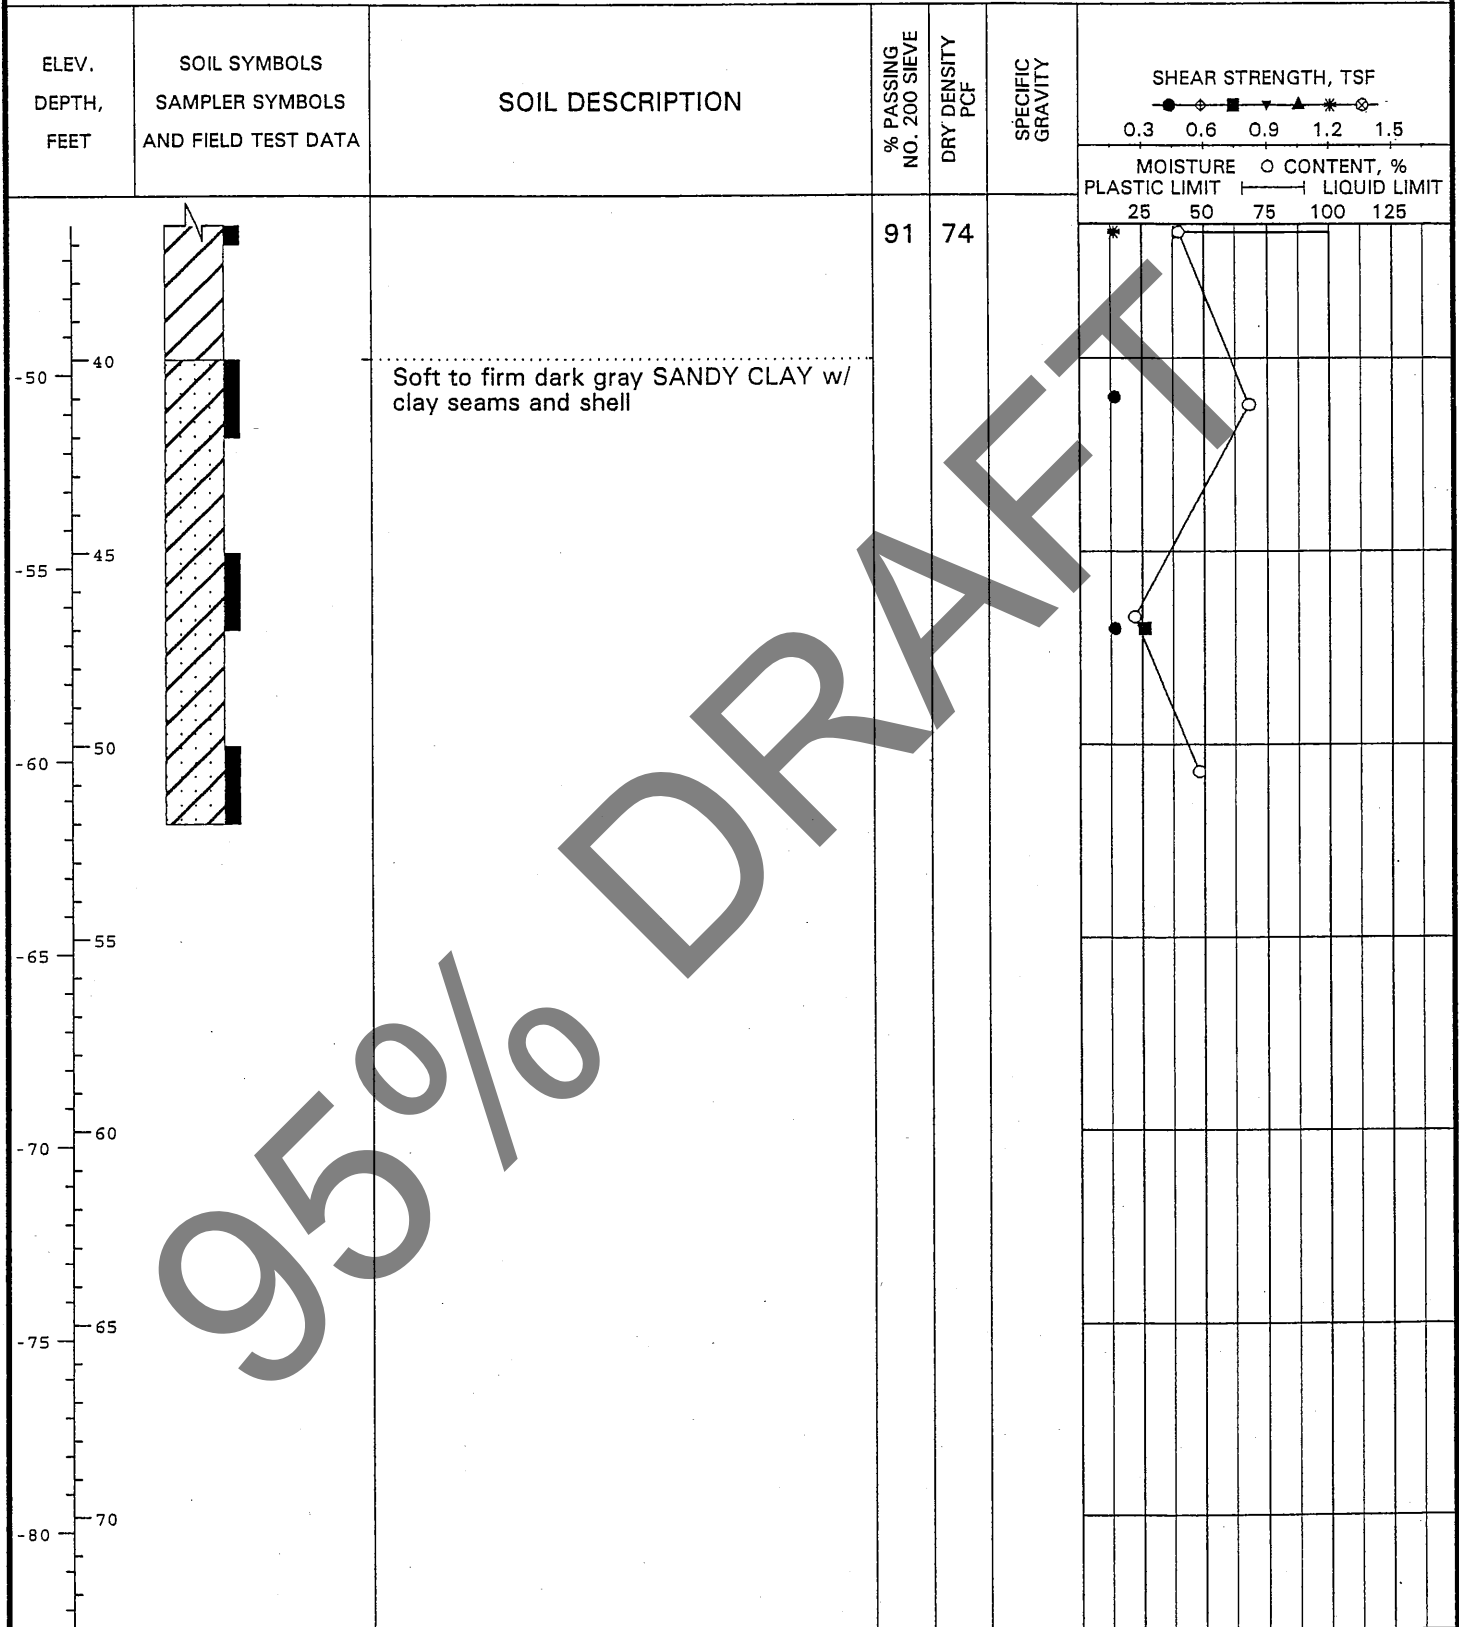 ELEV.
DEPTH,
FEET
SOIL SYMBOLS
SAMPLER SYMBOLS
AND FIELD TEST DATA
SOIL DESCRIPTION
% PASSING
NO. 200 SIEVE
DRY DENSITY
PCF
SPECIFIC
GRAVITY
SHEAR STRENGTH, TSF
0.3 0.6 0.9 1.2 1.5
MOISTURE O CONTENT, %
PLASTIC LIMIT LIQUID LIMIT
25 50 75 100 125
91 74
40
-50
Soft to firm dark gray SANDY CLAY w/
clay seams and shell
45
-55
50
-60
55
-65
60
-70
65
-75
70
-80
95% DRAFT